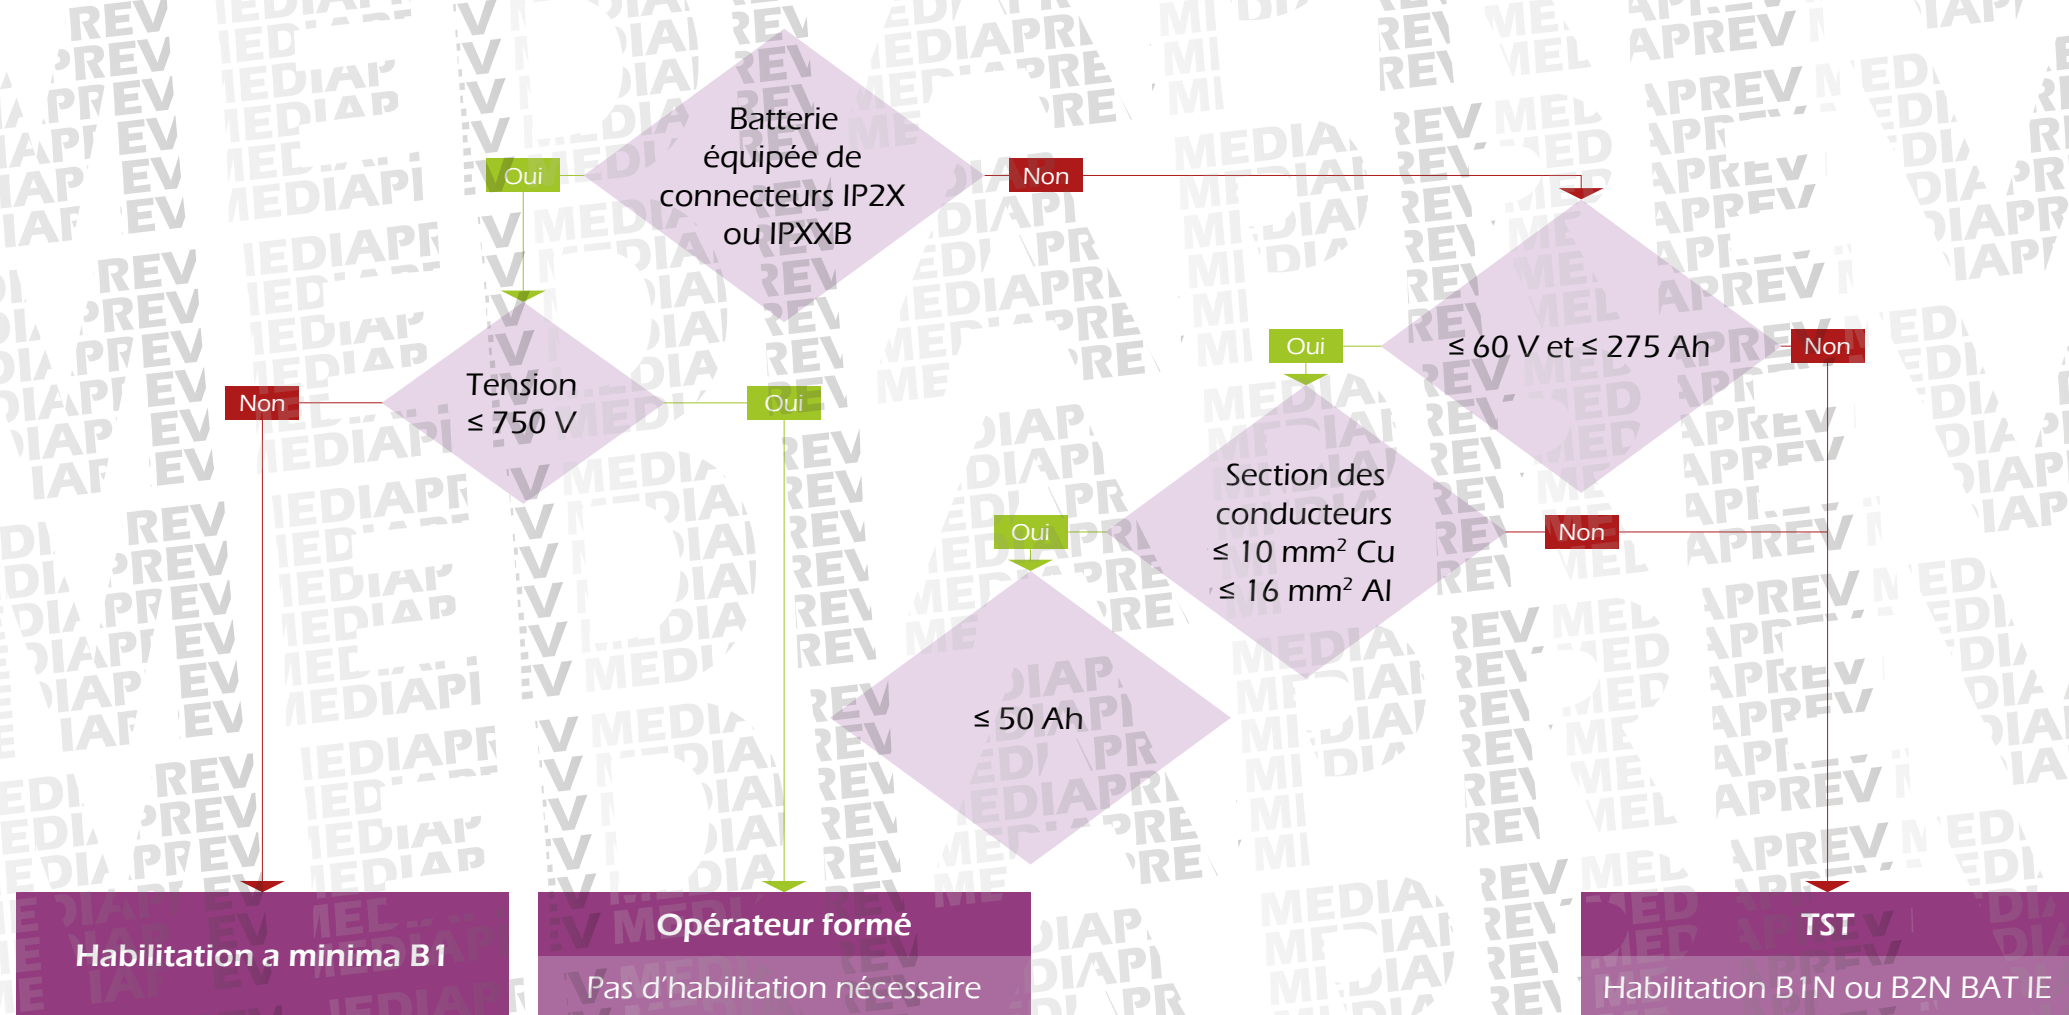 Batterie
équipée de
connecteurs IP2X
ou IPXXB
Oui
Non
Tension
≤ 750 V
Non
Oui
≤ 60 V et ≤ 275 Ah
Oui
Non
Section des
conducteurs
≤ 10 mm² Cu
≤ 16 mm² Al
Oui
Non
≤ 50 Ah
Habilitation a minima B1
Opérateur formé
Pas d'habilitation nécessaire
TST
Habilitation B1N ou B2N BAT IE